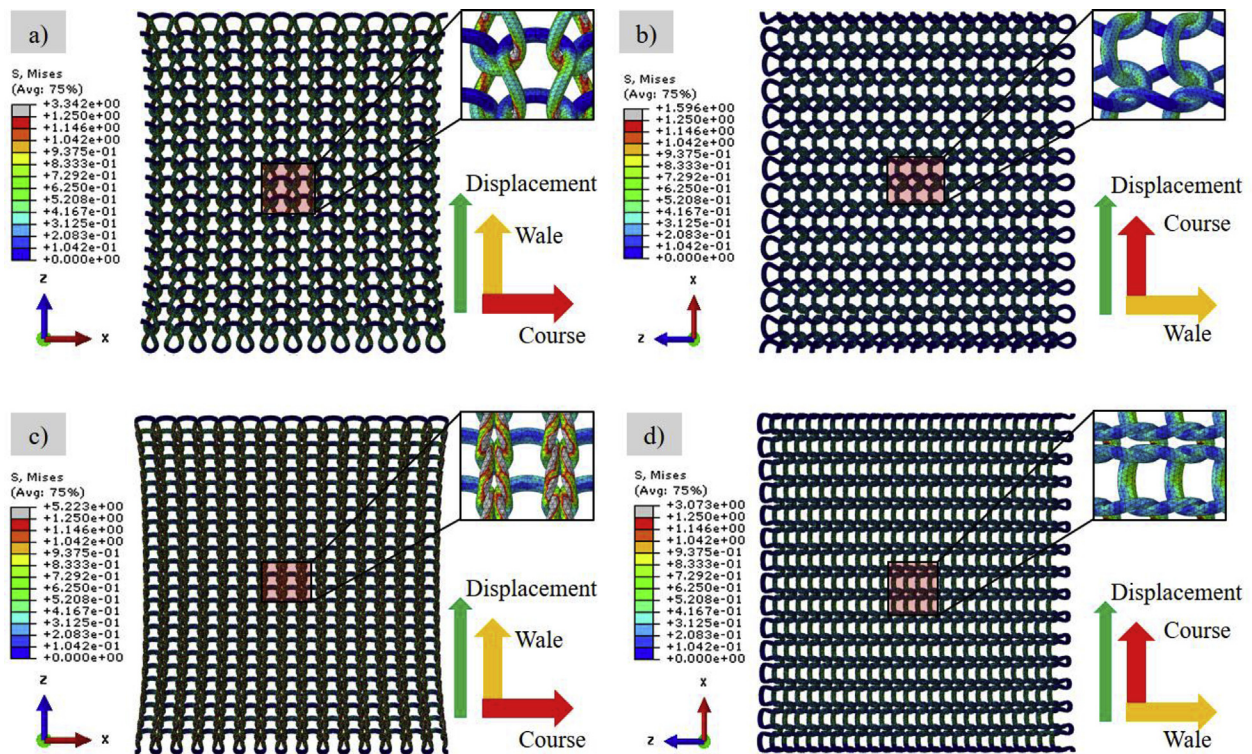 a)
S, Mises
(Avg: 75%)
+3.342e+00
+1.250e+00
+1.146e+00
+1.042e+00
+9.375e-01
+8.333e-01
+7.292e-01
+6.250e-01
+5.208e-01
+4.167e-01
+3.125e-01
+2.083e-01
+1.042e-01
+0.000e+00
Z
X
Displacement
Wale
Course
b)
S, Mises
(Avg: 75%)
+1.596e+00
+1.250e+00
+1.146e+00
+1.042e+00
+9.375e-01
+8.333e-01
+7.292e-01
+6.250e-01
+5.208e-01
+4.167e-01
+3.125e-01
+2.083e-01
+1.042e-01
+0.000e+00
X
Z
Displacement
Course
Wale
c)
S, Mises
(Avg: 75%)
+5.223e+00
+1.250e+00
+1.146e+00
+1.042e+00
+9.375e-01
+8.333e-01
+7.292e-01
+6.250e-01
+5.208e-01
+4.167e-01
+3.125e-01
+2.083e-01
+1.042e-01
+0.000e+00
Z
X
Displacement
Wale
Course
d)
S, Mises
(Avg: 75%)
+3.073e+00
+1.250e+00
+1.146e+00
+1.042e+00
+9.375e-01
+8.333e-01
+7.292e-01
+6.250e-01
+5.208e-01
+4.167e-01
+3.125e-01
+2.083e-01
+1.042e-01
+0.000e+00
X
Z
Displacement
Course
Wale